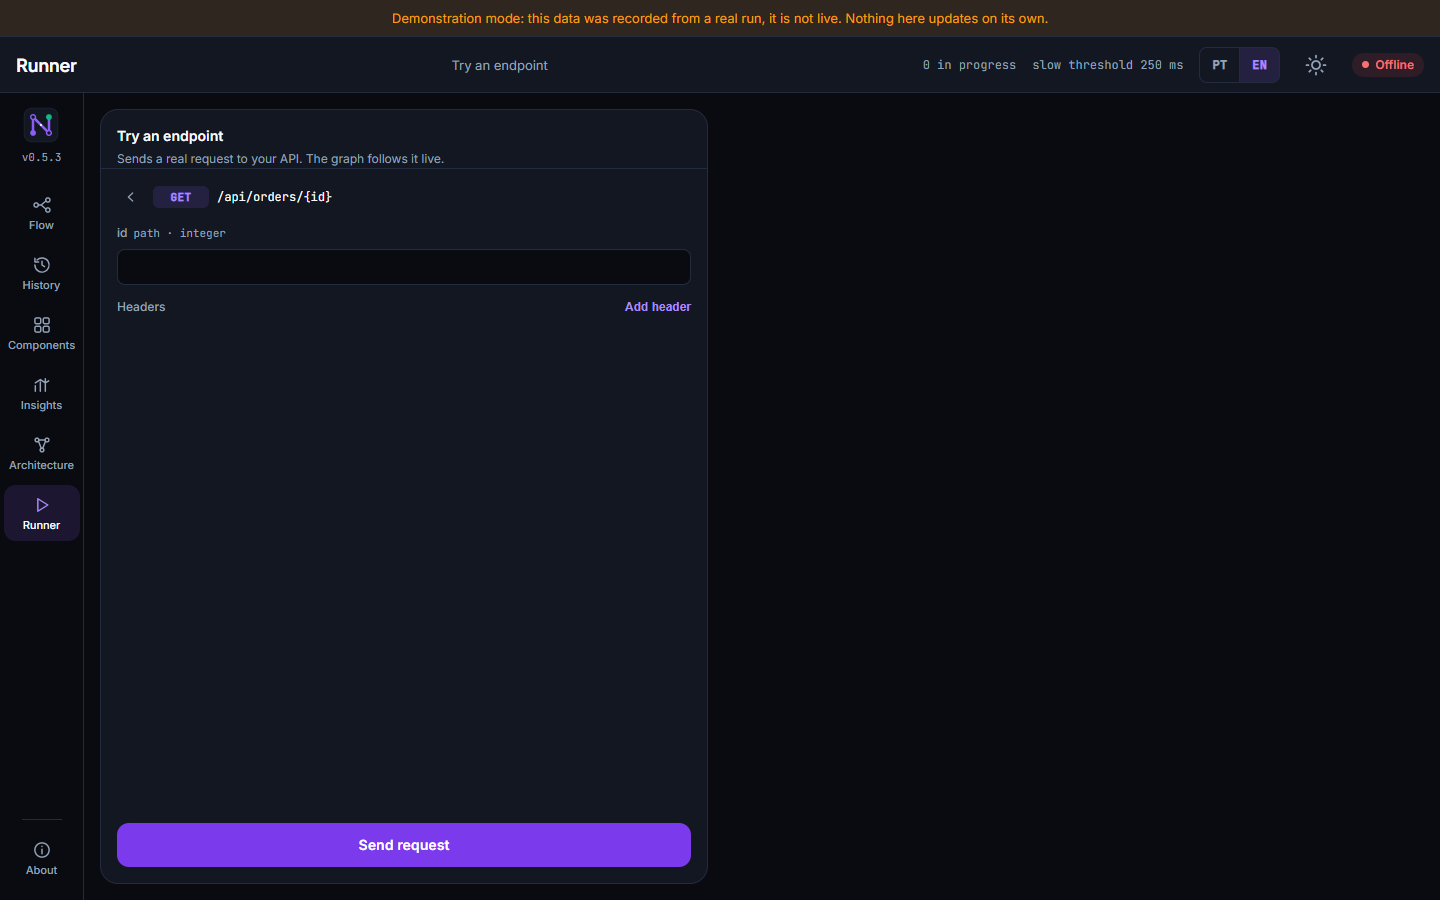 Demonstration mode: this data was recorded from a real run, it is not live. Nothing here updates on its own.
Runner
Try an endpoint
0 in progress
slow threshold 250 ms
PT
EN
Offline
v0.5.3
Flow
History
Components
Insights
Architecture
Runner
About
Try an endpoint
Sends a real request to your API. The graph follows it live.
GET /api/orders/{id}
id path · integer
Headers
Add header
Send request